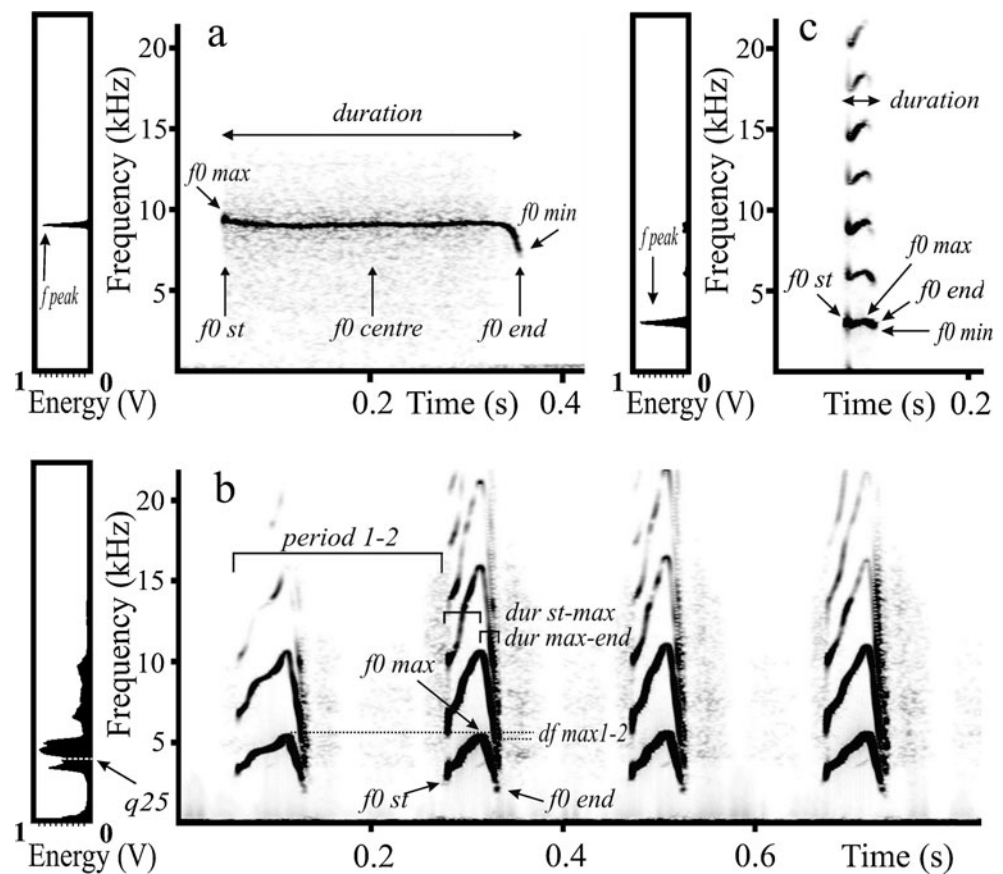 a
20
15
10
5
Frequency (kHz)
duration
f0 max
f0 min
f peak
f0 st
f0 centre
f0 end
1 0
Energy (V)
0.2 Time (s) 0.4
c
20
15
10
5
Frequency (kHz)
duration
f peak
f0 max
f0 st
f0 end
f0 min
1 0
Energy (V)
Time (s) 0.2
b
20
15
10
5
Frequency (kHz)
period 1-2
dur st-max
dur max-end
f0 max
df max1-2
q25
f0 st
f0 end
1 0
Energy (V)
0.2 0.4 0.6 Time (s)